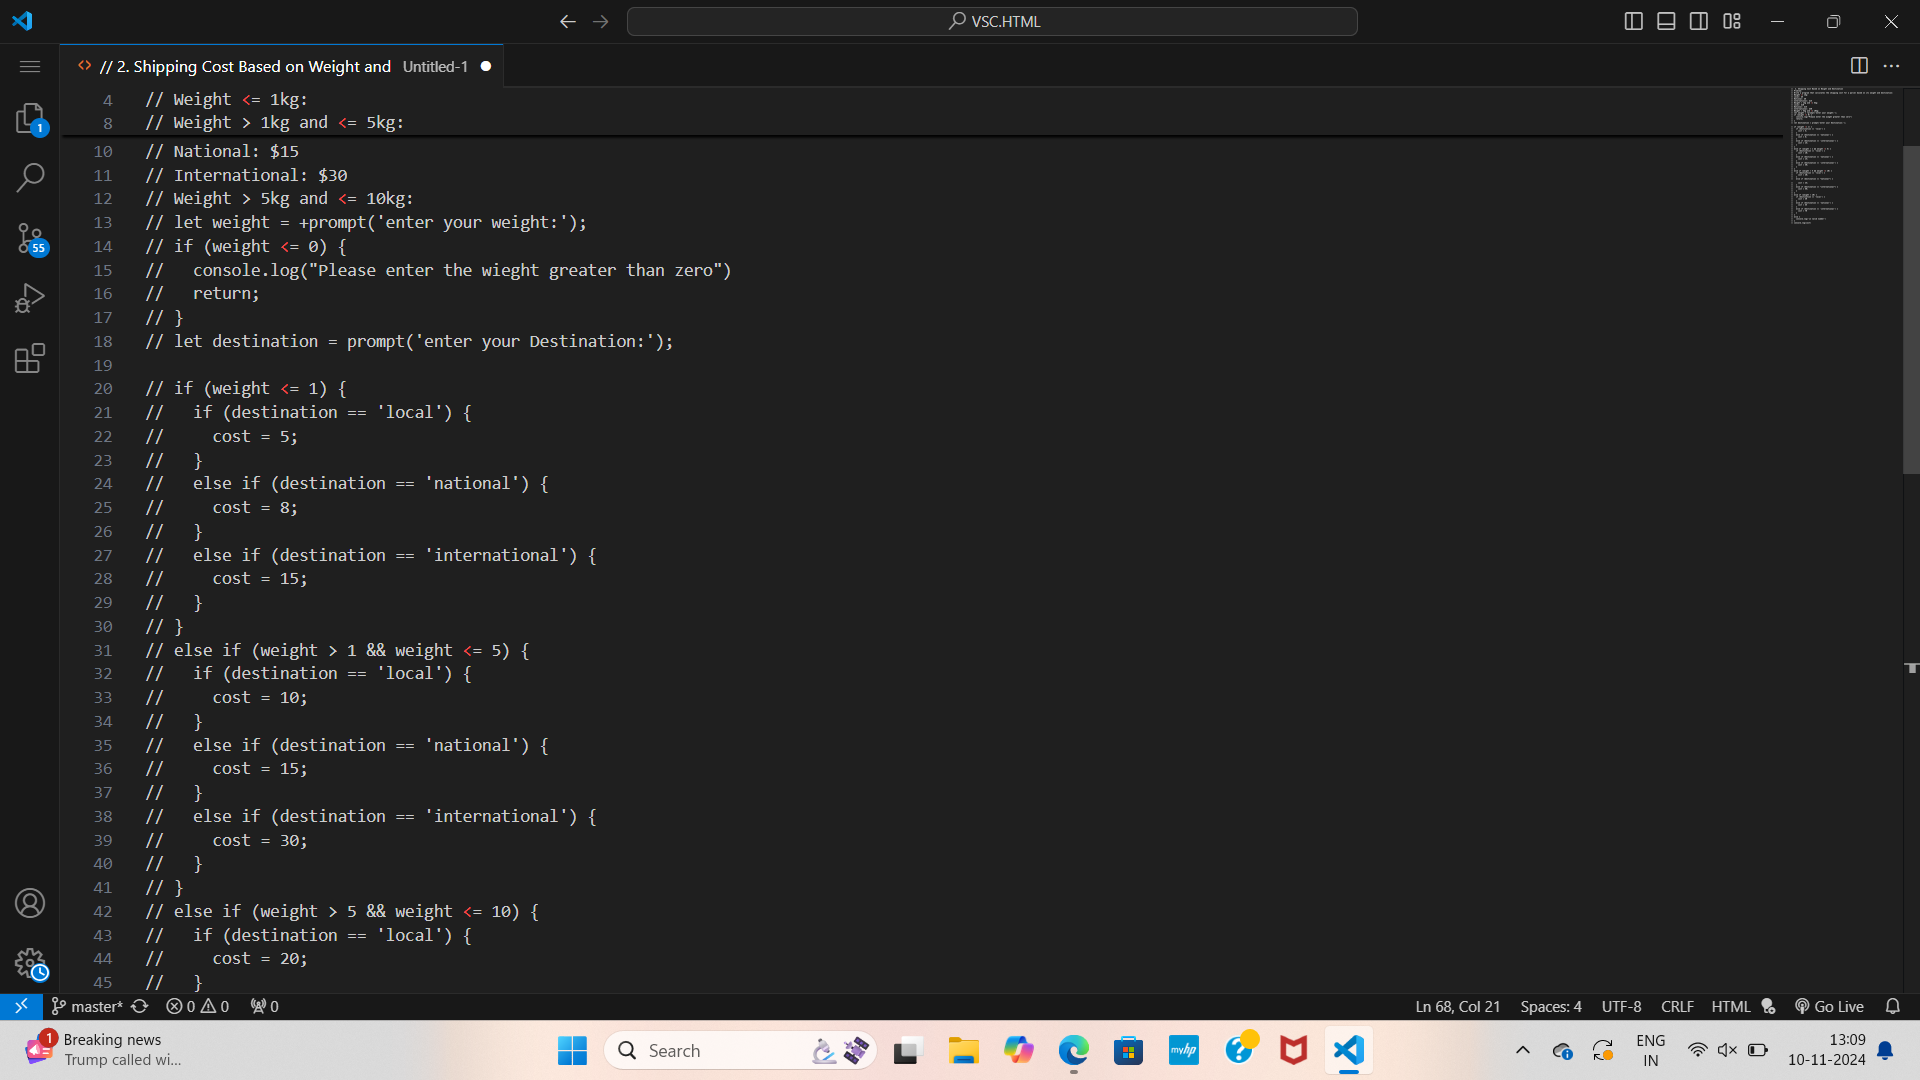 VSC.HTML
// 2. Shipping Cost Based on Weight and Untitled-1
4 // Weight <= 1kg:
8 // Weight > 1kg and <= 5kg:
10 // National: $15
11 // International: $30
12 // Weight > 5kg and <= 10kg:
13 // let weight = +prompt('enter your weight:');
14 // if (weight <= 0) {
15 //   console.log("Please enter the wieght greater than zero")
16 //   return;
17 // }
18 // let destination = prompt('enter your Destination:');
19
20 // if (weight <= 1) {
21 //   if (destination == 'local') {
22 //     cost = 5;
23 //   }
24 //   else if (destination == 'national') {
25 //     cost = 8;
26 //   }
27 //   else if (destination == 'international') {
28 //     cost = 15;
29 //   }
30 // }
31 // else if (weight > 1 && weight <= 5) {
32 //   if (destination == 'local') {
33 //     cost = 10;
34 //   }
35 //   else if (destination == 'national') {
36 //     cost = 15;
37 //   }
38 //   else if (destination == 'international') {
39 //     cost = 30;
40 //   }
41 // }
42 // else if (weight > 5 && weight <= 10) {
43 //   if (destination == 'local') {
44 //     cost = 20;
45 //   }
1
55
master* 0 0 0 Ln 68, Col 21 Spaces: 4 UTF-8 CRLF HTML Go Live
1
Breaking news
Trump called wi...
Search
myhp
?
ENG
IN
13:09
10-11-2024